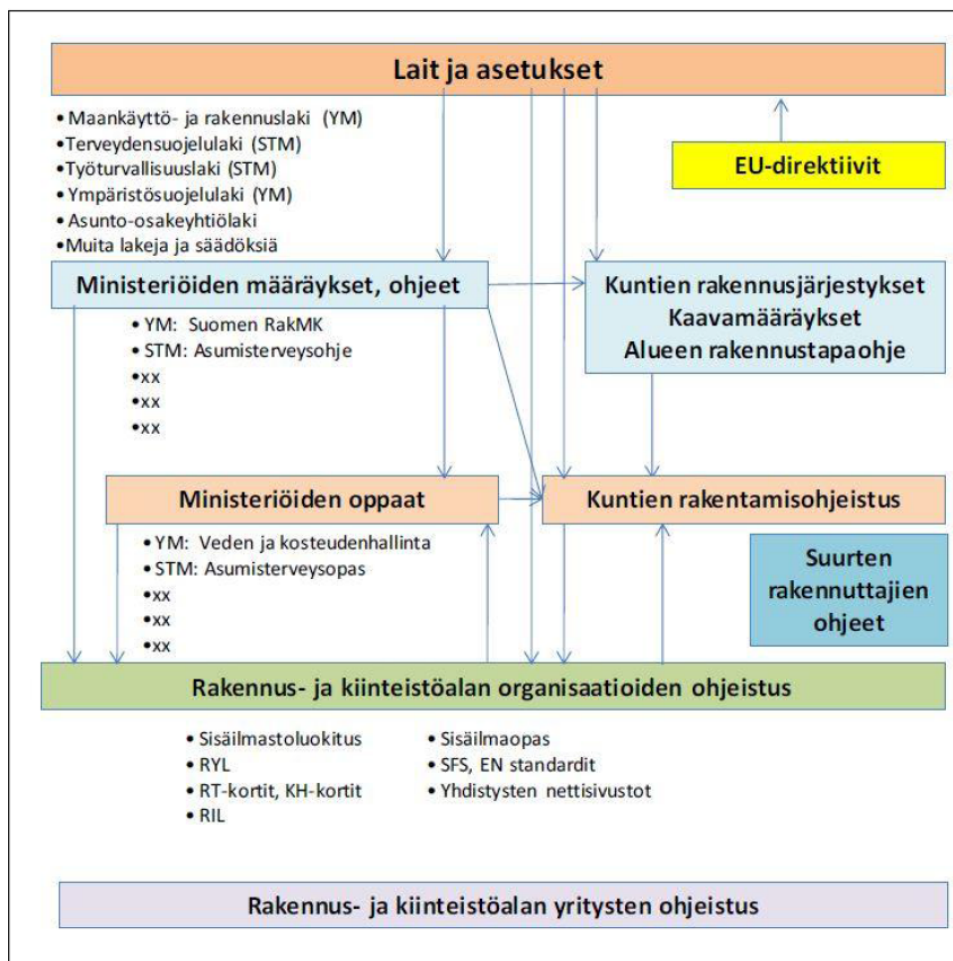 Lait ja asetukset
• Maankäyttö- ja rakennuslaki (YM)
•Terveydensuojelulaki (STM)
•Työturvallisuuslaki (STM)
•Ympäristösuojelulaki (YM)
•Asunto-osakeyhtiölaki
•Muita lakeja ja säädöksiä
EU-direktiivit
Ministeriöiden määräykset, ohjeet
• YM: Suomen RakMK
• STM: Asumisterveysohje
•xx
•xx
•xx
Kuntien rakennusjärjestykset
Kaavamääräykset
Alueen rakennustapaohje
Ministeriöiden oppaat
• YM: Veden ja kosteudenhallinta
•STM: Asumisterveysopas
•xx
•xx
•xx
Kuntien rakentamisohjeistus
Suurten
rakennuttajien
ohjeet
Rakennus- ja kiinteistöalan organisaatioiden ohjeistus
• Sisäilmastoluokitus
• RYL
• RT-kortit, KH-kortit
• RIL
• Sisäilmaopas
• SFS, EN standardit
• Yhdistysten nettisivustot
Rakennus- ja kiinteistöalan yritysten ohjeistus